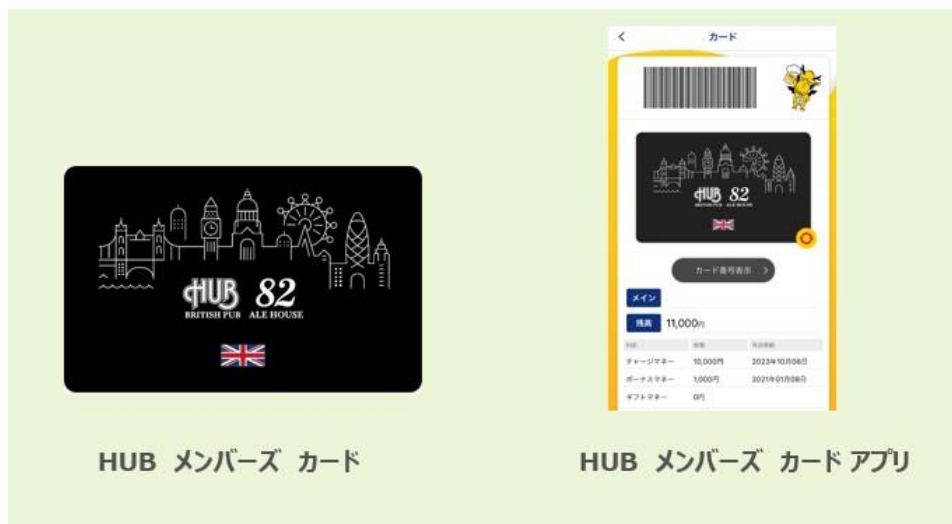 HUB 82
BRITISH PUB ALE HOUSE
HUB メンバーズ カード
カード
HUB 82
BRITISH PUB ALE HOUSE
カード番号表示
メイン
残高 11,000円
チャージマネー 10,000円 2023年10月08日
ボーナスマネー 1,000円 2021年01月08日
ギフトマネー 0円
HUB メンバーズ カード アプリ